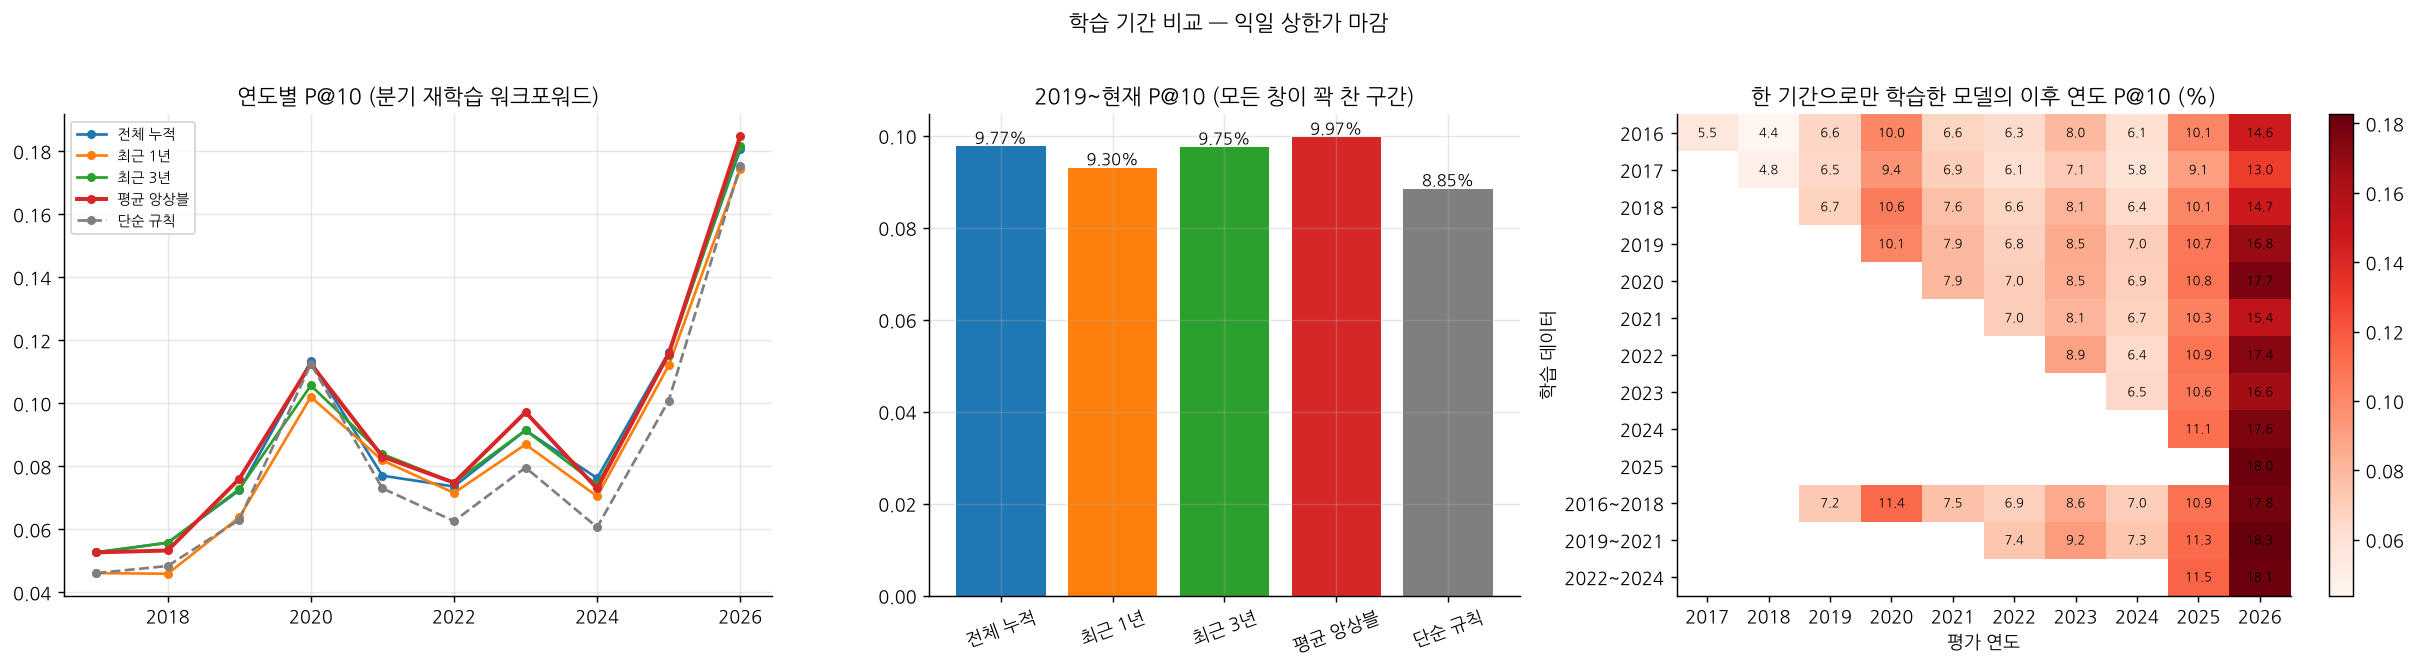 학습 기간 비교 — 익일 상한가 마감
연도별 P@10 (분기 재학습 워크포워드)
전체 누적
최근 1년
최근 3년
평균 앙상블
단순 규칙
0.18
0.16
0.14
0.12
0.10
0.08
0.06
0.04
2018 2020 2022 2024 2026
2019~현재 P@10 (모든 창이 꽉 찬 구간)
0.10
0.08
0.06
0.04
0.02
0.00
9.77% 9.30% 9.75% 9.97% 8.85%
전체 누적 최근 1년 최근 3년 평균 앙상블 단순 규칙
한 기간으로만 학습한 모델의 이후 연도 P@10 (%)
학습 데이터
2016 5.5 4.4 6.6 10.0 6.6 6.3 8.0 6.1 10.1 14.6
2017 4.8 6.5 9.4 6.9 6.1 7.1 5.8 9.1 13.0
2018 6.7 10.6 7.6 6.6 8.1 6.4 10.1 14.7
2019 10.1 7.9 6.8 8.5 7.0 10.7 16.8
2020 7.9 7.0 8.5 6.9 10.8 17.7
2021 7.0 8.1 6.7 10.3 15.4
2022 8.9 6.4 10.9 17.4
2023 6.5 10.6 16.6
2024 11.1 17.6
2025 18.0
2016~2018 7.2 11.4 7.5 6.9 8.6 7.0 10.9 17.8
2019~2021 7.4 9.2 7.3 11.3 18.3
2022~2024 11.5 18.1
2017 2018 2019 2020 2021 2022 2023 2024 2025 2026
평가 연도
0.18
0.16
0.14
0.12
0.10
0.08
0.06